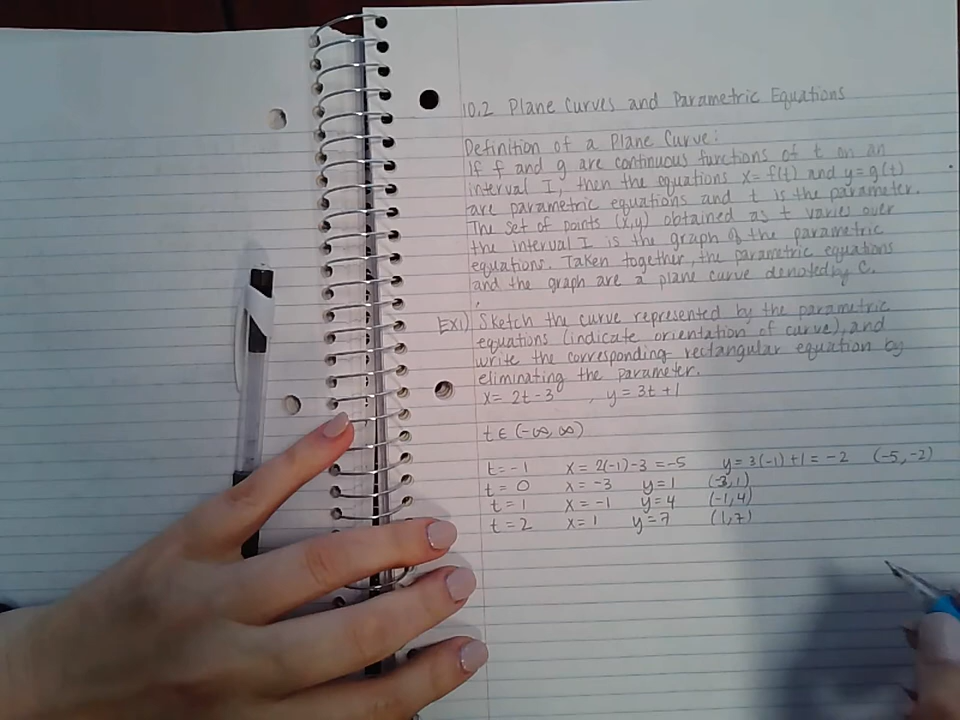 10.2 Plane Curves and Parametric Equations
Definition of a Plane Curve:
If f and g are continuous functions of t on an
interval I, then the equations x=f(t) and y=g(t)
are parametric equations and t is the parameter.
The set of points (x,y) obtained as t varies over
the interval I is the graph of the parametric
equations. Taken together, the parametric equations
and the graph are a plane curve denoted by C.
EX1) Sketch the curve represented by the parametric
equations (indicate orientation of curve), and
write the corresponding rectangular equation by
eliminating the parameter.
x= 2t-3 , y=3t+1
t∈(-∞,∞)
t=-1 x=2(-1)-3=-5 y=3(-1)+1=-2 (-5,-2)
t=0 x=-3 y=1 (-3,1)
t=1 x=-1 y=4 (-1,4)
t=2 x=1 y=7 (1,7)